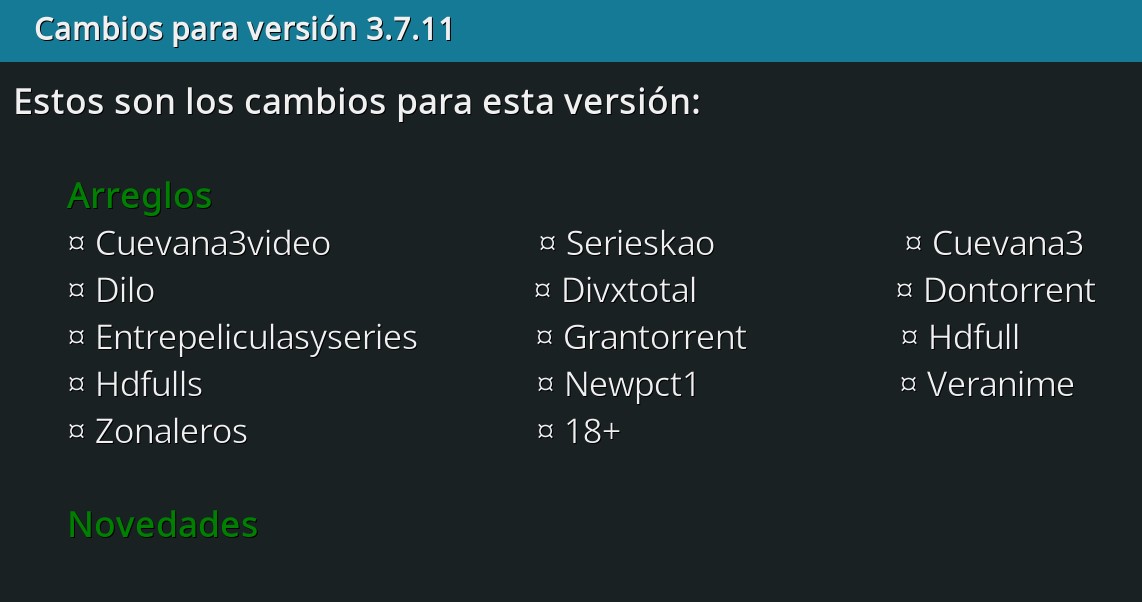 Cambios para versión 3.7.11
Estos son los cambios para esta versión:
Arreglos
¤ Cuevana3video ¤ Serieskao ¤ Cuevana3
¤ Dilo ¤ Divxtotal ¤ Dontorrent
¤ Entrepeliculasyseries ¤ Grantorrent ¤ Hdfull
¤ Hdfulls ¤ Newpct1 ¤ Veranime
¤ Zonaleros ¤ 18+
Novedades